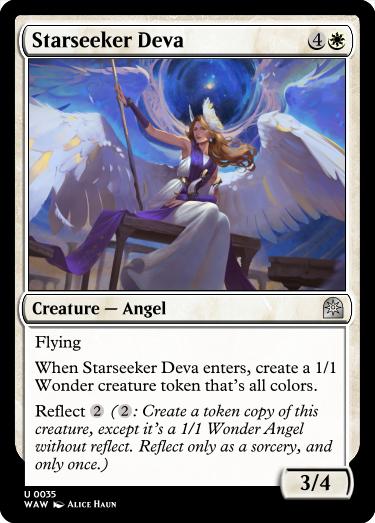 Starseeker Deva 4
Creature — Angel
Flying
When Starseeker Deva enters, create a 1/1
Wonder creature token that's all colors.
Reflect 2 (2: Create a token copy of this
creature, except it's a 1/1 Wonder Angel
without reflect. Reflect only as a sorcery, and
only once.)
3/4
U 0035
WAW Alice Haun